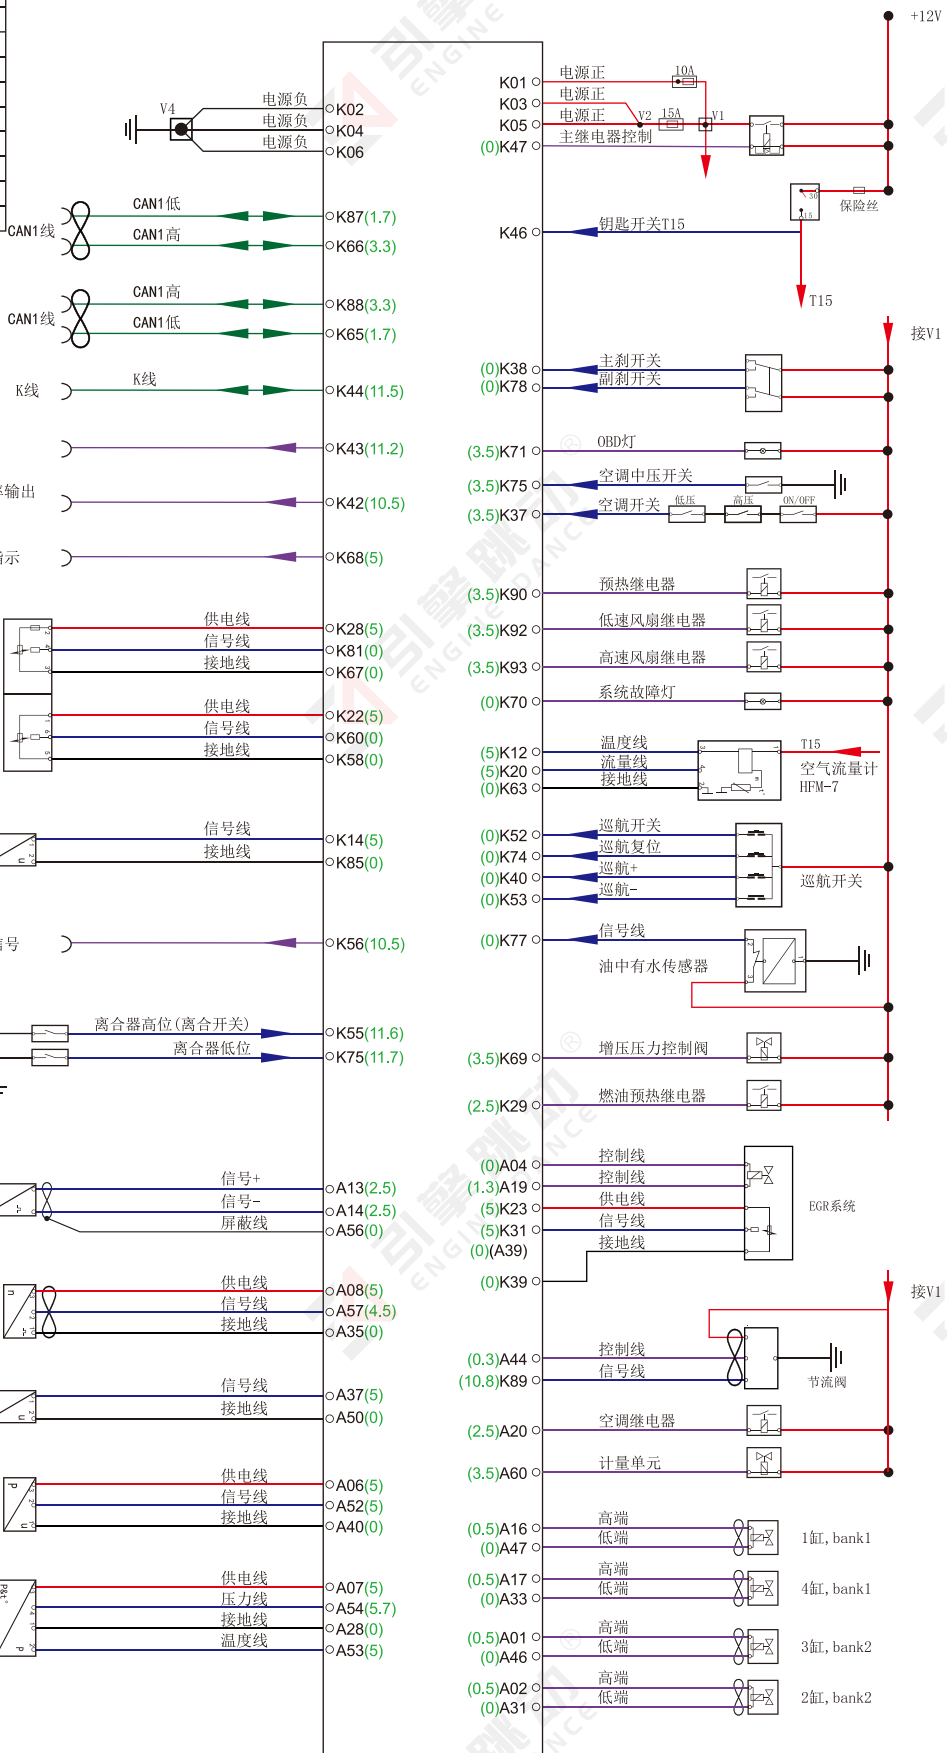 +12V
10A
电源正
K01
电源负
K02
V4
电源正
K03
电源负
K04
电源正
K05
V2
15A
V1
电源负
K06
主继电器控制
(0)K47
30
15
保险丝
CAN1低
K87(1.7)
CAN1线
CAN1高
K66(3.3)
钥匙开关T15
K46
T15
CAN1高
K88(3.3)
CAN1线
CAN1低
K65(1.7)
接V1
主刹开关
(0)K38
副刹开关
(0)K78
K线
K线
K44(11.5)
K43(11.2)
OBD灯
(3.5)K71
空调中压开关
(3.5)K75
输出
K42(10.5)
空调开关
(3.5)K37
低压
高压
ON/OFF
示
K68(5)
预热继电器
(3.5)K90
供电线
K28(5)
低速风扇继电器
(3.5)K92
信号线
K81(0)
接地线
K67(0)
高速风扇继电器
(3.5)K93
系统故障灯
(0)K70
供电线
K22(5)
信号线
K60(0)
接地线
K58(0)
温度线
(5)K12
流量线
(5)K20
接地线
(0)K63
T15
空气流量计
HFM-7
信号线
K14(5)
接地线
K85(0)
巡航开关
(0)K52
巡航复位
(0)K74
巡航+
(0)K40
巡航-
(0)K53
巡航开关
号
K56(10.5)
信号线
(0)K77
油中有水传感器
离合器高位(离合开关)
K55(11.6)
离合器低位
K75(11.7)
增压压力控制阀
(3.5)K69
燃油预热继电器
(2.5)K29
信号+
A13(2.5)
信号-
A14(2.5)
屏蔽线
A56(0)
控制线
(0)A04
控制线
(1.3)A19
供电线
(5)K23
信号线
(5)K31
接地线
(0)(A39)
(0)K39
EGR系统
供电线
A08(5)
信号线
A57(4.5)
接地线
A35(0)
接V1
控制线
(0.3)A44
信号线
(10.8)K89
节流阀
信号线
A37(5)
接地线
A50(0)
空调继电器
(2.5)A20
计量单元
(3.5)A60
供电线
A06(5)
信号线
A52(5)
接地线
A40(0)
高端
(0.5)A16
低端
(0)A47
1缸,bank1
供电线
A07(5)
压力线
A54(5.7)
接地线
A28(0)
温度线
A53(5)
高端
(0.5)A17
低端
(0)A33
4缸,bank1
高端
(0.5)A01
低端
(0)A46
3缸,bank2
高端
(0.5)A02
低端
(0)A31
2缸,bank2
引擎跳动
ENGINE DANCE